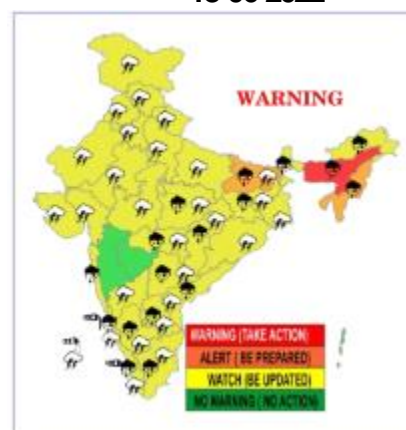 WARNING
WARNING (TAKE ACTION)
ALERT ( BE PREPARED)
WATCH (BE UPDATED)
NO WARNING ( NO ACTION)